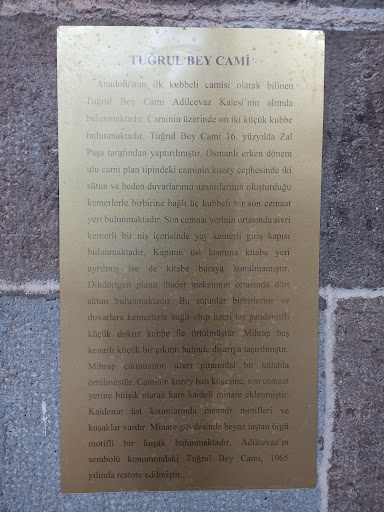 TUĞRUL BEY CAMİ
Anadolu'nun ilk kubbeli camisi olarak bilinen
Tuğrul Bey Cami Adilcevaz Kalesi'nin altında
bulunmaktadır. Caminin üzerinde on iki küçük kubbe
bulunmaktadır. Tuğrul Bey Cami 16. yüzyılda Zal
Paşa tarafından yaptırılmıştır. Osmanlı erken dönem
ulu cami plan tipindeki caminin kuzey cephesinde iki
sütun ve beden duvarlarının uzantılarının oluşturduğu
kemerlerle birbirine bağlı üç kubbeli bir son cemaat
yeri bulunmaktadır. Son cemaat yerinin ortasında sivri
kemerli bir niş içerisinde yay kemerli giriş kapısı
bulunmaktadır. Kapının üst kısmına kitabe yeri
ayrılmış ise de kitabe buraya konulmamıştır.
Dikdörtgen planlı ibadet mekanının ortasında dört
sütun bulunmaktadır. Bu sütunlar birbirlerine ve
duvarlara kemerlerle bağlı olup üzeri taş pandantifli
küçük dokuz kubbe ile örtülmüştür. Mihrap beş
kenarlı küçük bir çıkıntı halinde dışarıya taşırılmıştır.
Mihrap çıkıntısının üzeri piramidal bir külahla
örtülmüştür. Caminin kuzey batı köşesine, son cemaat
yerine bitişik olarak kare kaideli minare eklenmiştir.
Kaidenin üst kısımlarında meandr motifleri ve
kuşaklar vardır. Minare gövdesinde beyaz taştan örgü
motifli bir kuşak bulunmaktadır. Adilcevaz'ın
sembolü konumundaki Tuğrul Bey Cami, 1965
yılında restore edilmiştir.